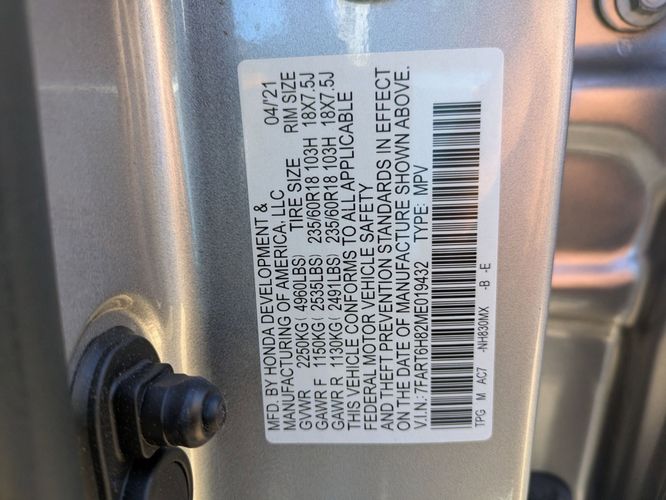 MFD. BY HONDA DEVELOPMENT &
MANUFACTURING OF AMERICA, LLC 04/'21
GVWR 2250KG( 4960LBS) TIRE SIZE RIM SIZE
GAWR F 1150KG( 2535LBS) 235/60R18 103H 18X7.5J
GAWR R 1130KG( 2491LBS) 235/60R18 103H 18X7.5J
THIS VEHICLE CONFORMS TO ALL APPLICABLE
FEDERAL MOTOR VEHICLE SAFETY
AND THEFT PREVENTION STANDARDS IN EFFECT
ON THE DATE OF MANUFACTURE SHOWN ABOVE.
V.I.N.: 7FART6H82ME019432 TYPE: MPV
TPG M AC7 -NH830MX -B -E